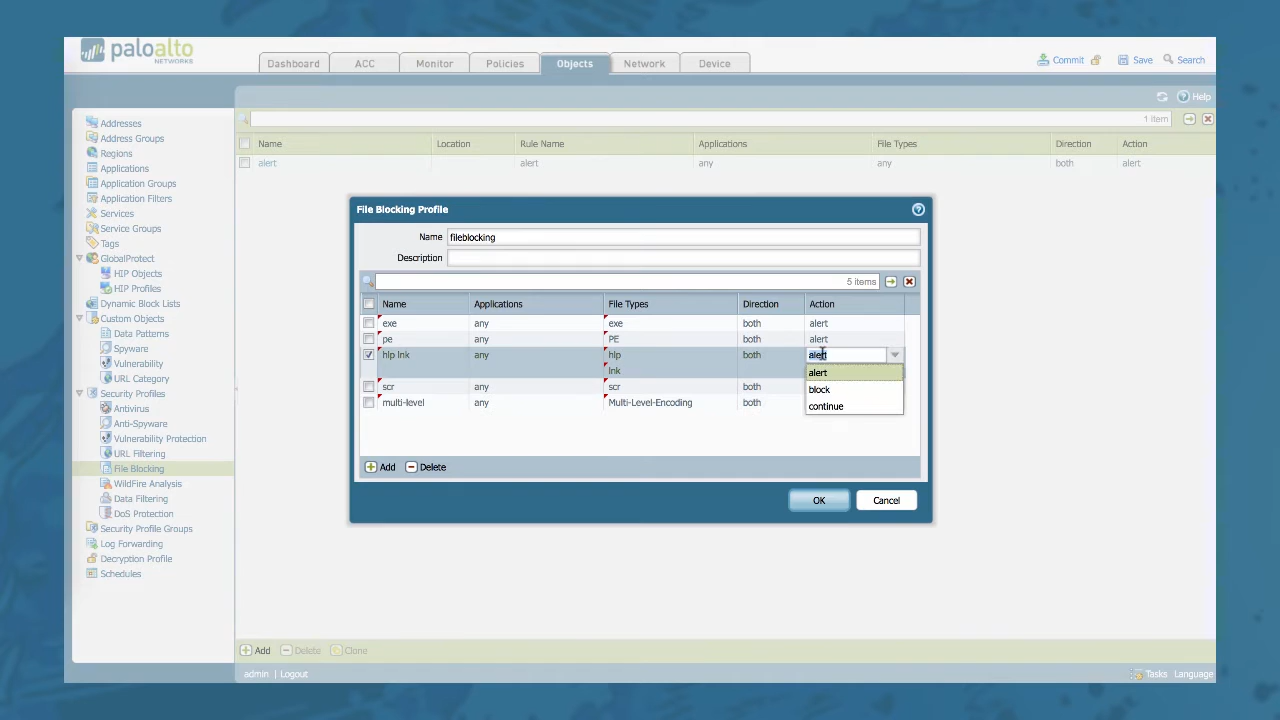 paloalto
NETWORKS
Dashboard ACC Monitor Policies Objects Network Device
Commit Save Search
Help
1 item
Name Location Rule Name Applications File Types Direction Action
alert alert any any both alert
Addresses
Address Groups
Regions
Applications
Application Groups
Application Filters
Services
Service Groups
Tags
GlobalProtect
HIP Objects
HIP Profiles
Dynamic Block Lists
Custom Objects
Data Patterns
Spyware
Vulnerability
URL Category
Security Profiles
Antivirus
Anti-Spyware
Vulnerability Protection
URL Filtering
File Blocking
WildFire Analysis
Data Filtering
DoS Protection
Security Profile Groups
Log Forwarding
Decryption Profile
Schedules
File Blocking Profile
Name fileblocking
Description
5 items
Name Applications File Types Direction Action
exe any exe both alert
pe any PE both alert
hlp lnk any hlp both alert
lnk alert
scr any scr both block
multi-level any Multi-Level-Encoding both continue
Add Delete
OK Cancel
Add Delete Clone
admin | Logout Tasks Language